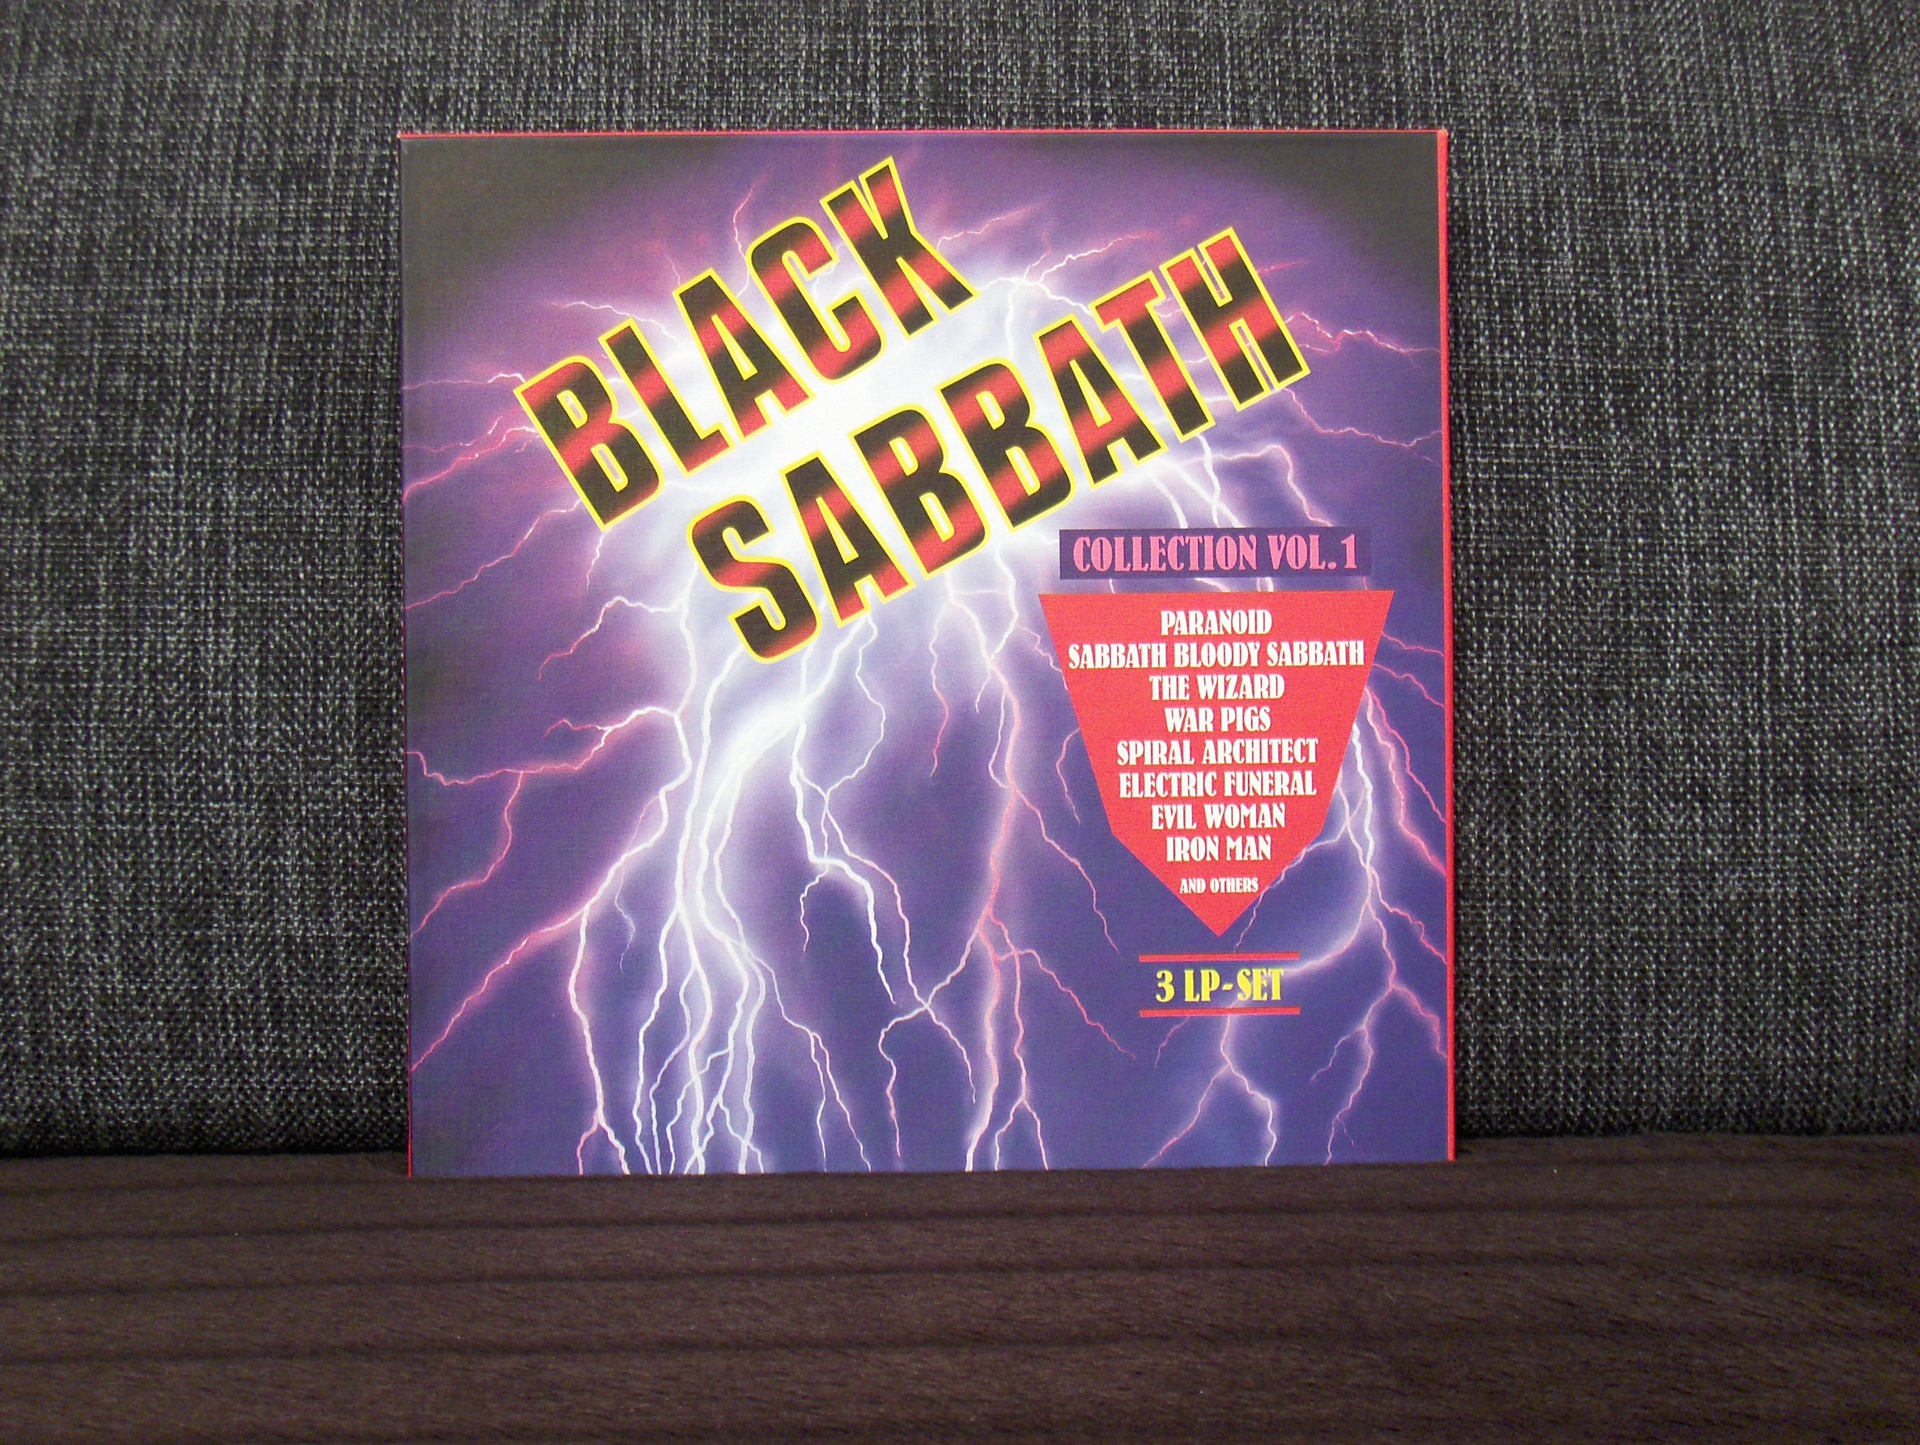 BLACK
SABBATH
COLLECTION VOL. 1
PARANOID
SABBATH BLOODY SABBATH
THE WIZARD
WAR PIGS
SPIRAL ARCHITECT
ELECTRIC FUNERAL
EVIL WOMAN
IRON MAN
AND OTHERS
3 LP-SET